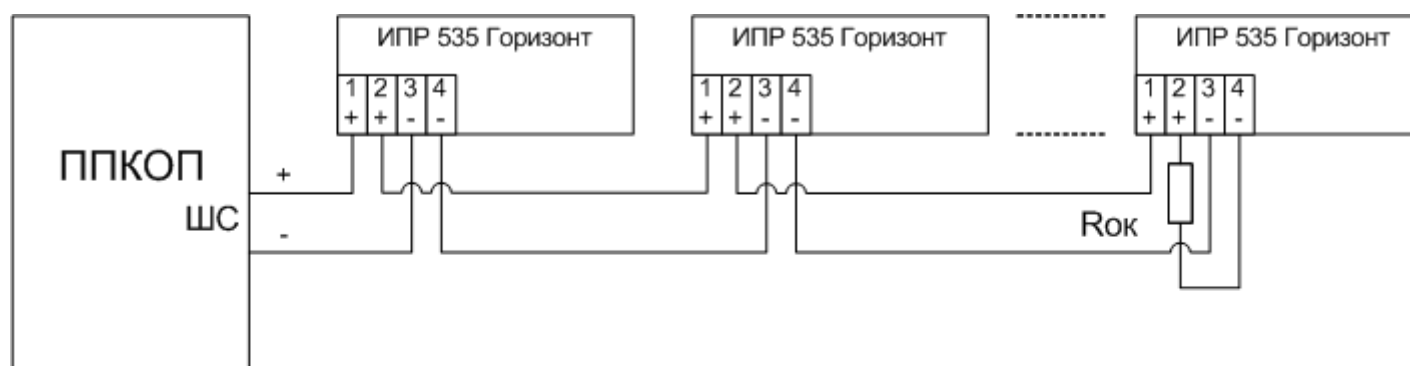 ИПР 535 Горизонт
1 2 3 4
+ + - -
ИПР 535 Горизонт
1 2 3 4
+ + - -
ИПР 535 Горизонт
1 2 3 4
+ + - -
ППКОП
ШС
+
-
Rок